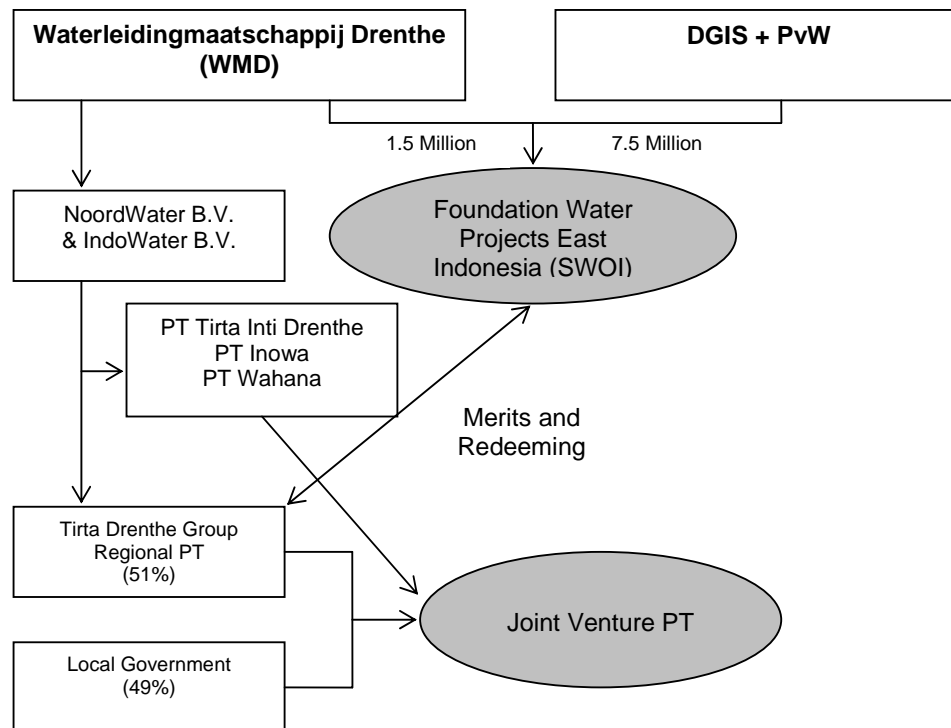 Waterleidingmaatschappij Drenthe
(WMD)
DGIS + PvW
1.5 Million
7.5 Million
NoordWater B.V.
& IndoWater B.V.
Foundation Water
Projects East
Indonesia (SWOI)
PT Tirta Inti Drenthe
PT Inowa
PT Wahana
Merits and
Redeeming
Tirta Drenthe Group
Regional PT
(51%)
Joint Venture PT
Local Government
(49%)